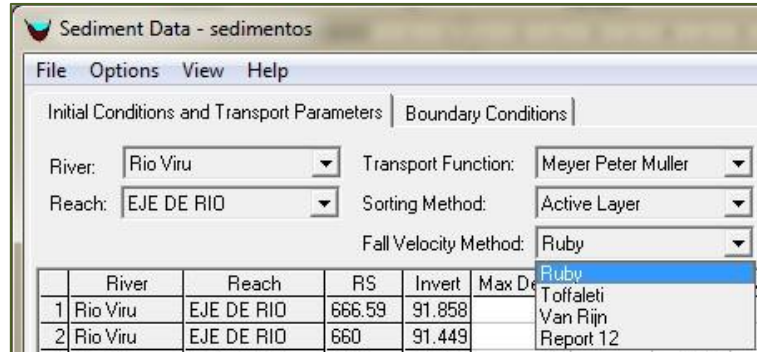 Sediment Data - sedimentos
File Options View Help
Initial Conditions and Transport Parameters Boundary Conditions
River: Rio Viru Transport Function: Meyer Peter Muller
Reach: EJE DE RIO Sorting Method: Active Layer
Fall Velocity Method: Ruby
River Reach RS Invert Max De
1 Rio Viru EJE DE RIO 666.59 91.858
2 Rio Viru EJE DE RIO 660 91.449
Ruby
Toffaleti
Van Rijn
Report 12